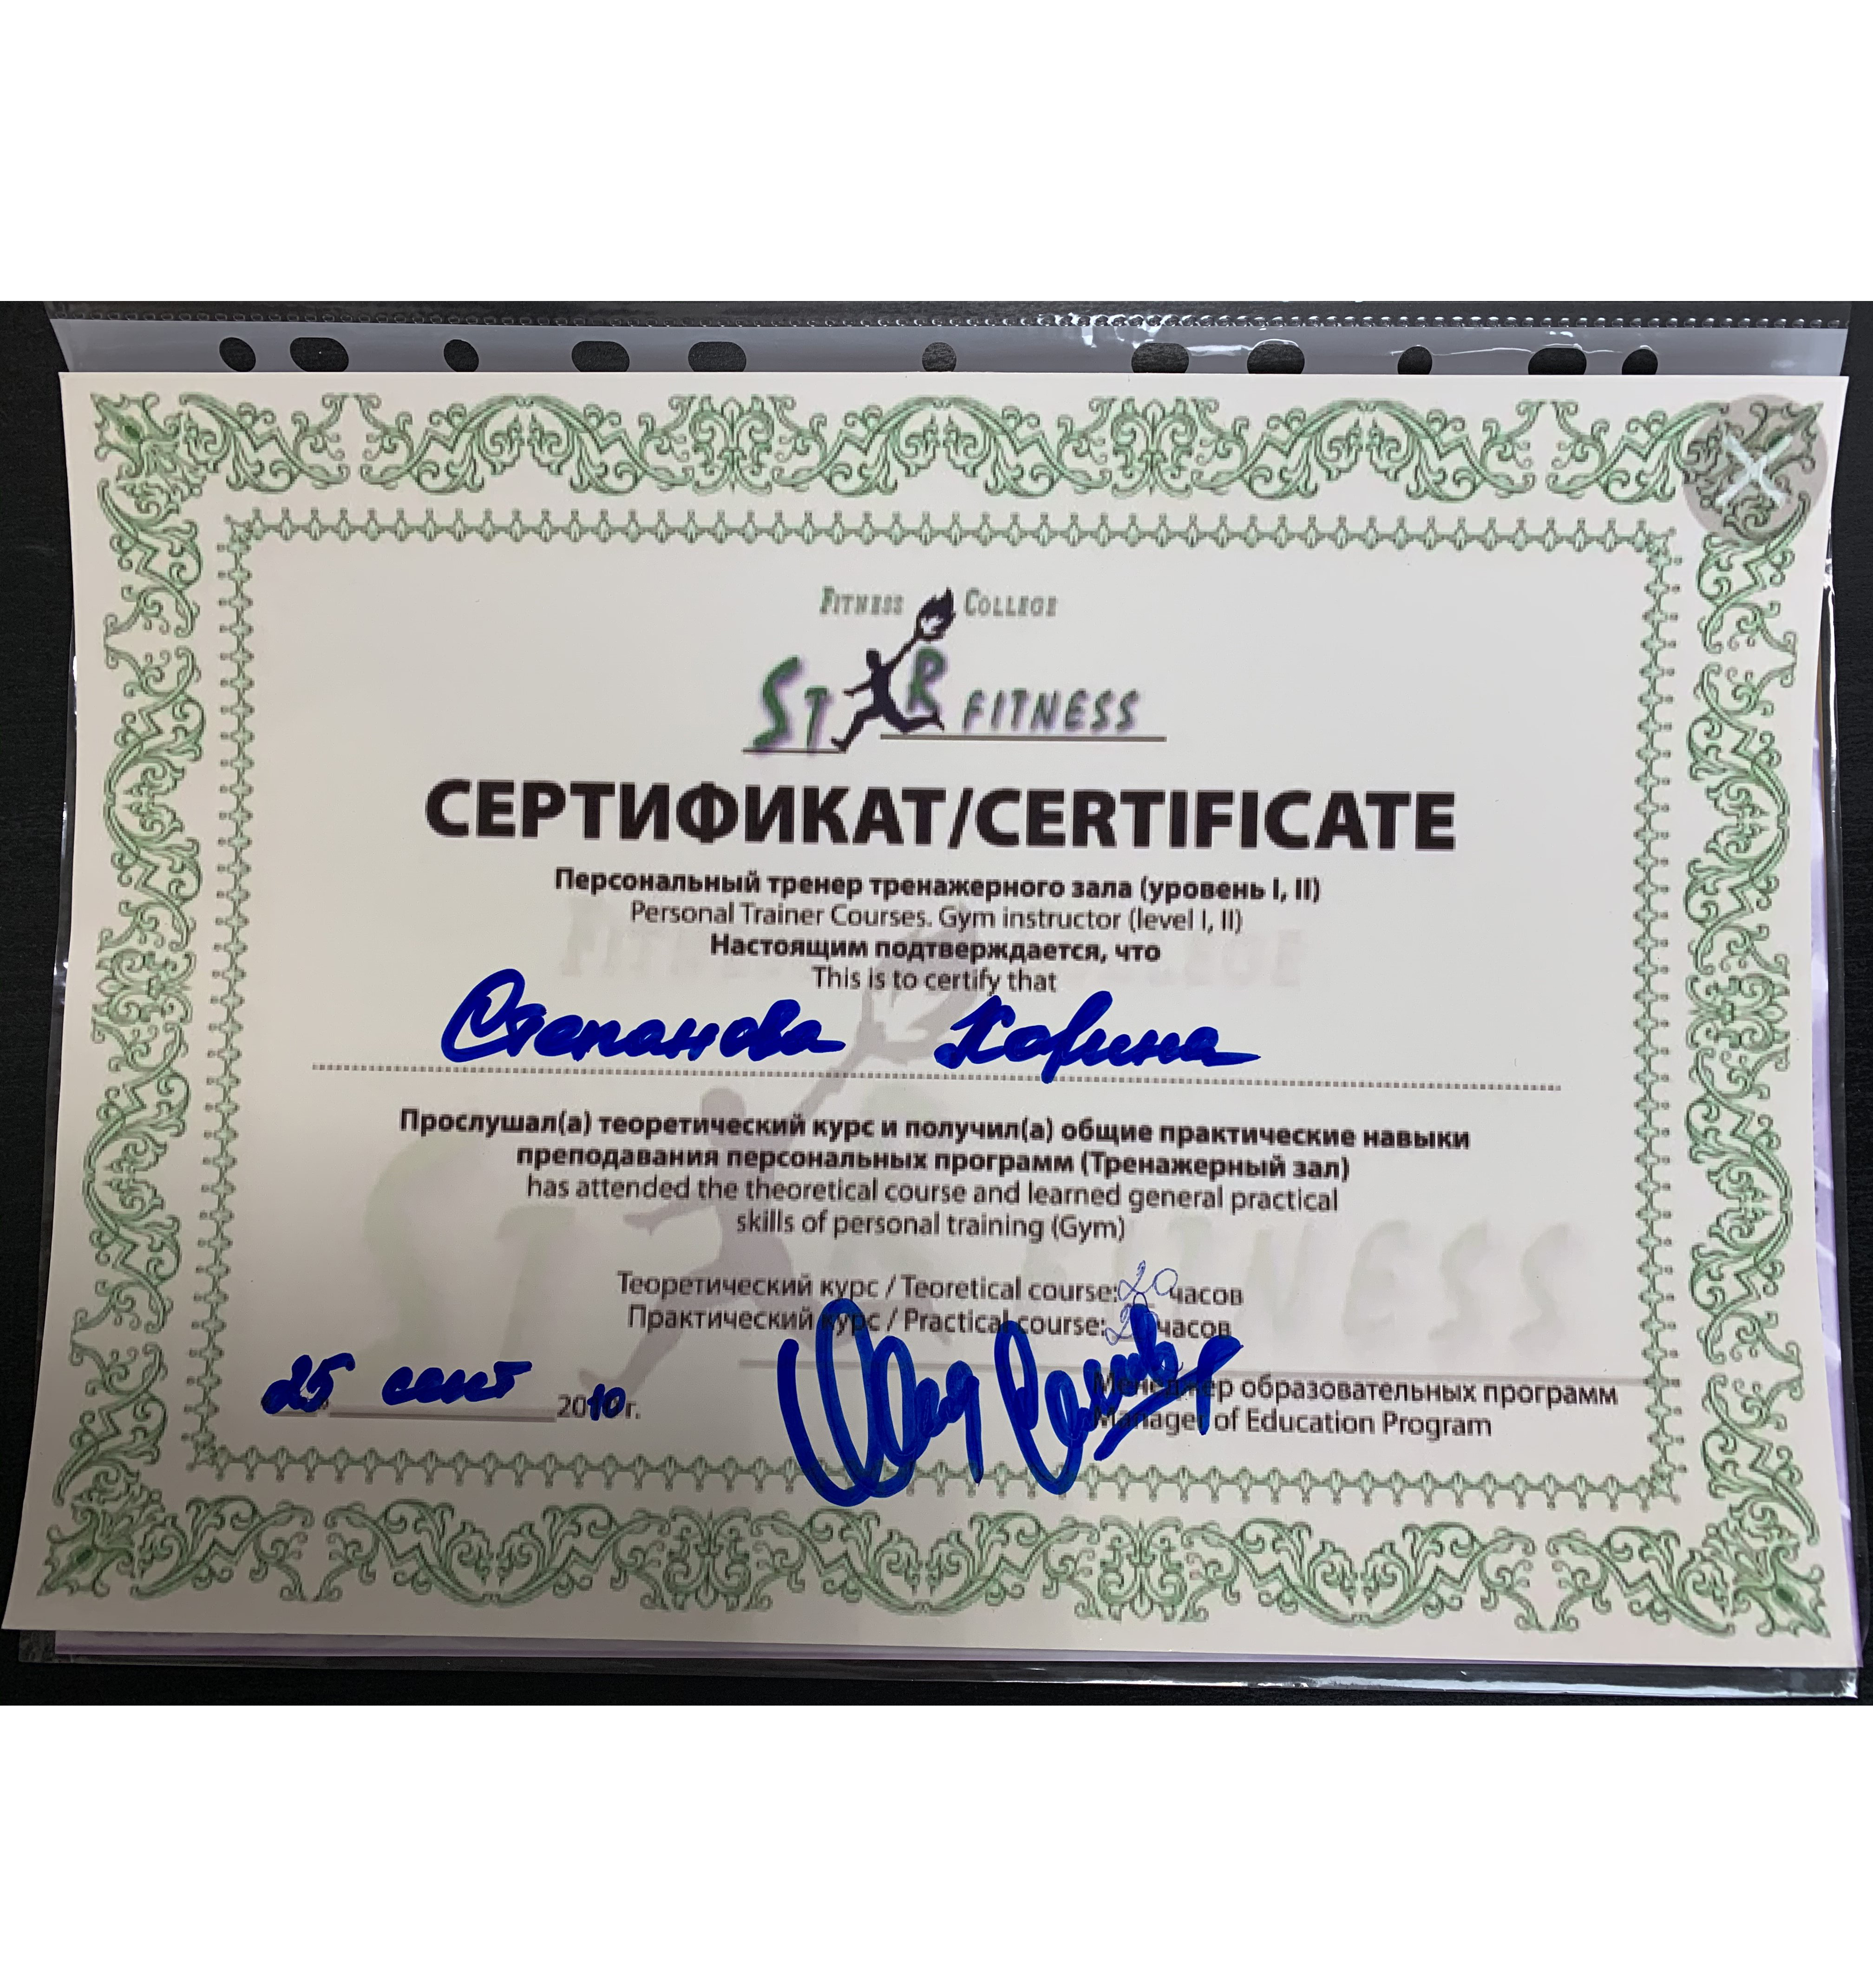 FITNESS COLLEGE
STAR FITNESS
СЕРТИФИКАТ/CERTIFICATE
Персональный тренер тренажерного зала (уровень I, II)
Personal Trainer Courses. Gym instructor (level I, II)
Настоящим подтверждается, что
This is to certify that
Степанова Карина
Прослушал(а) теоретический курс и получил(а) общие практические навыки
преподавания персональных программ (Тренажерный зал)
has attended the theoretical course and learned general practical
skills of personal training (Gym)
Теоретический курс / Teoretical course: 20 часов
Практический курс / Practical course: часов
25 сент 2010г.
Менеджер образовательных программ
Manager of Education Program